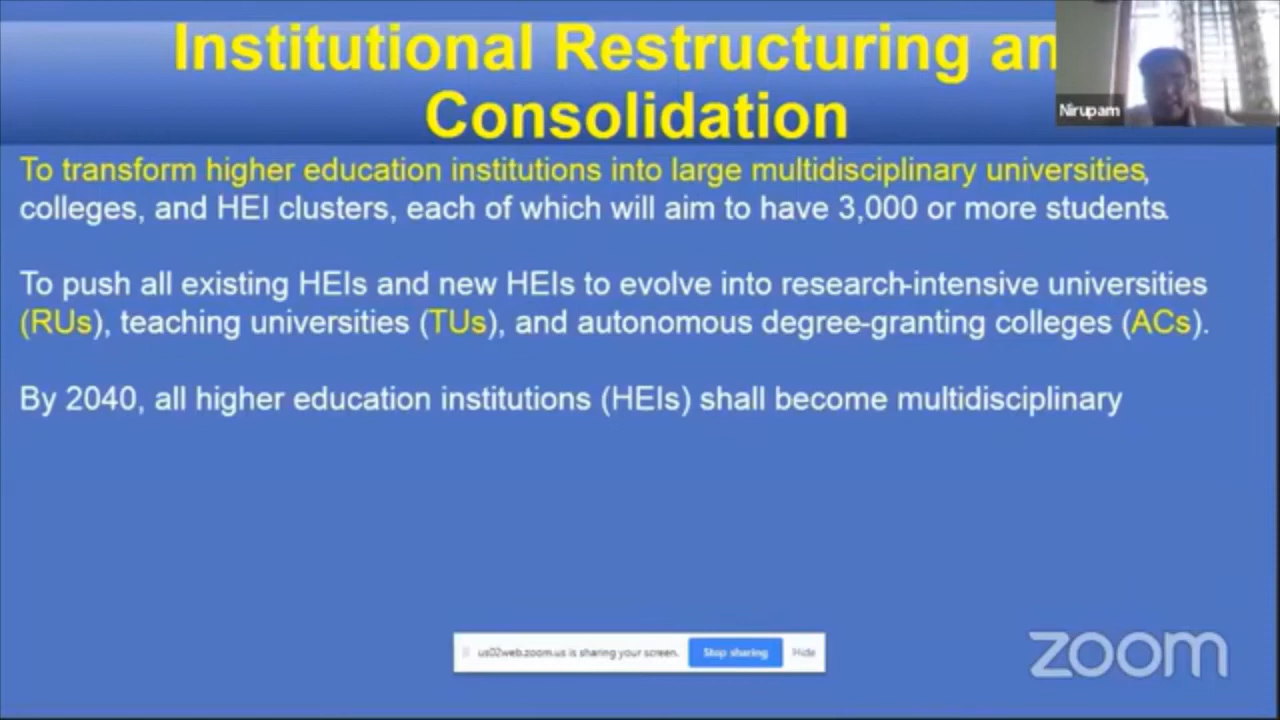 Institutional Restructuring an
Consolidation
Nirupam
To transform higher education institutions into large multidisciplinary universities,
colleges, and HEI clusters, each of which will aim to have 3,000 or more students.
To push all existing HEIs and new HEIs to evolve into research-intensive universities
(RUs), teaching universities (TUs), and autonomous degree-granting colleges (ACs).
By 2040, all higher education institutions (HEIs) shall become multidisciplinary
us02web.zoom.us is sharing your screen. Stop sharing Hide
zoom